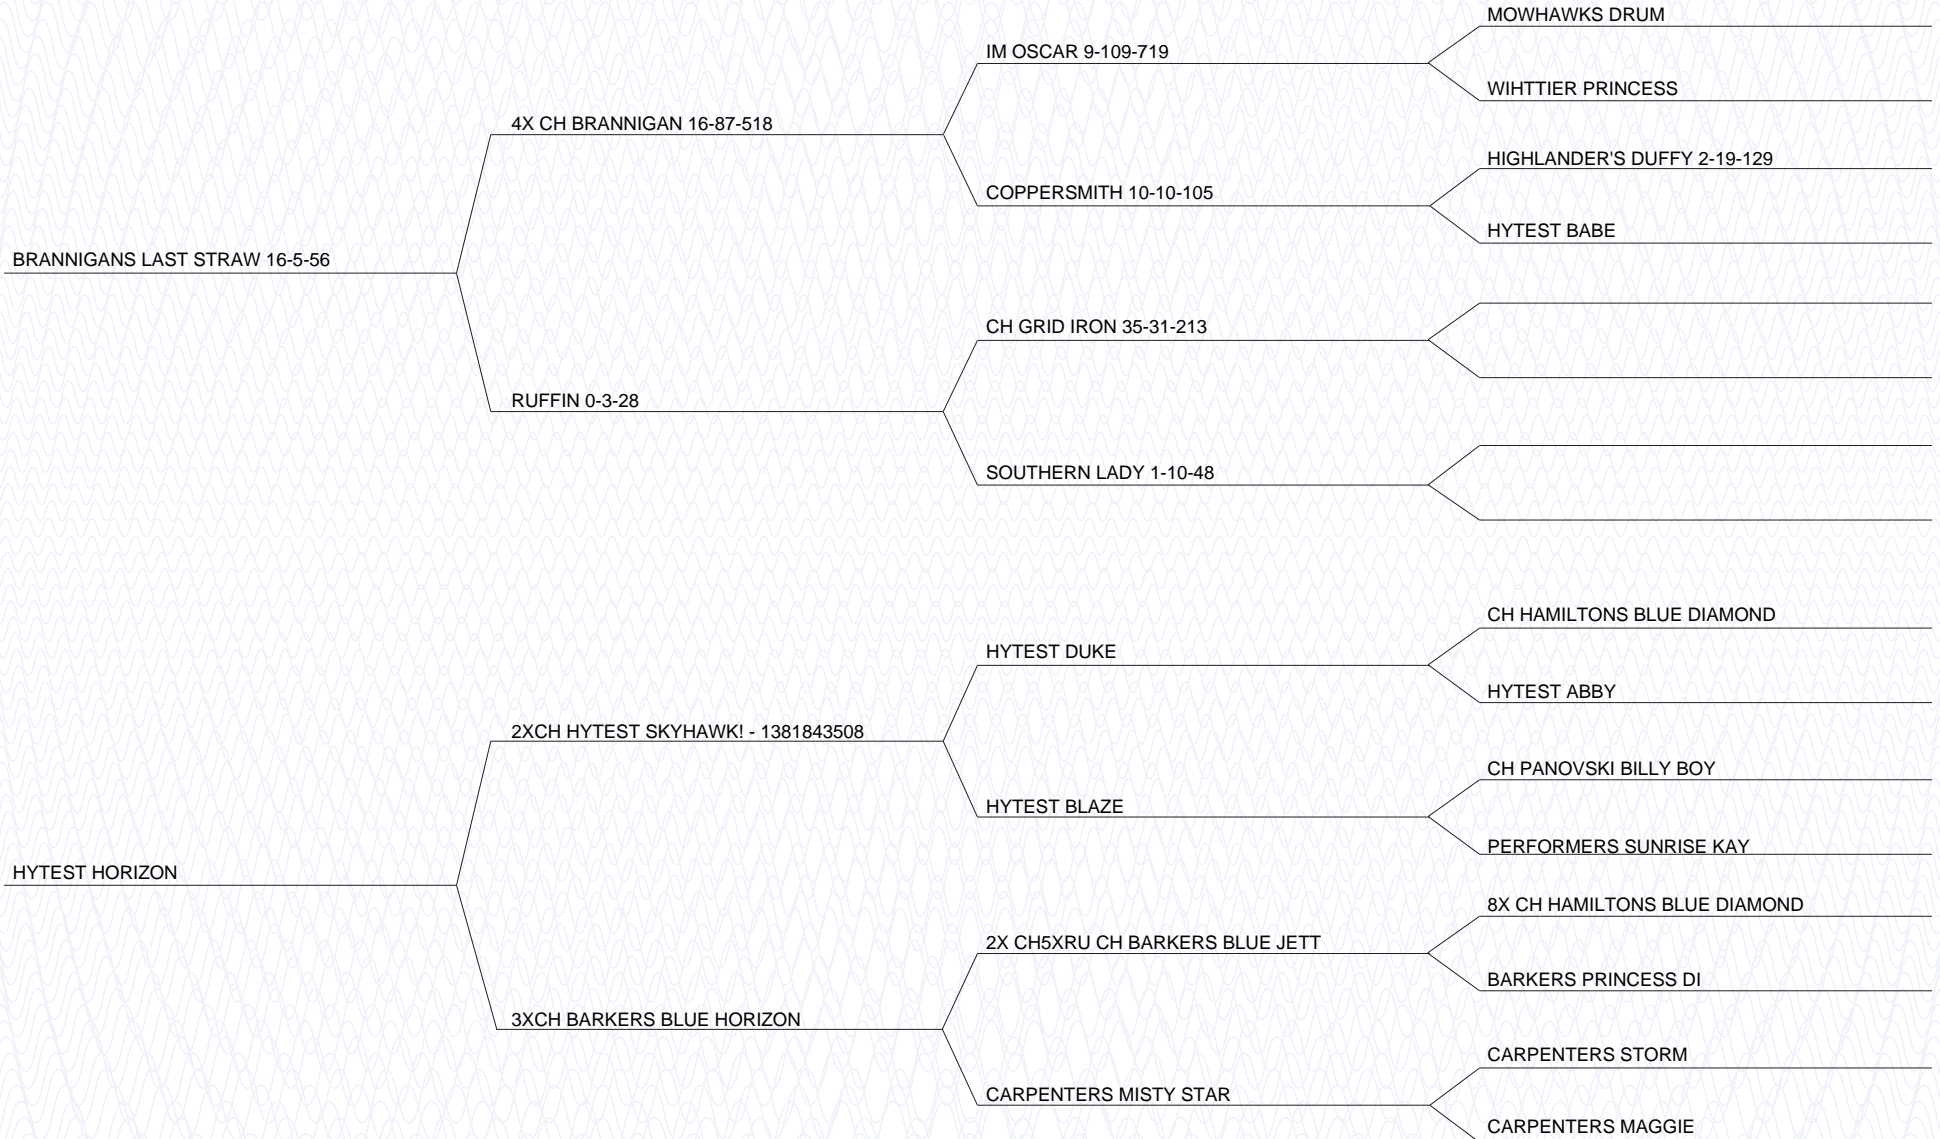 MOWHAWKS DRUM
IM OSCAR 9-109-719
WIHTTIER PRINCESS
4X CH BRANNIGAN 16-87-518
HIGHLANDER'S DUFFY 2-19-129
COPPERSMITH 10-10-105
HYTEST BABE
BRANNIGANS LAST STRAW 16-5-56
CH GRID IRON 35-31-213
RUFFIN 0-3-28
SOUTHERN LADY 1-10-48
CH HAMILTONS BLUE DIAMOND
HYTEST DUKE
HYTEST ABBY
2XCH HYTEST SKYHAWK! - 1381843508
CH PANOVSKI BILLY BOY
HYTEST BLAZE
PERFORMERS SUNRISE KAY
HYTEST HORIZON
8X CH HAMILTONS BLUE DIAMOND
2X CH5XRU CH BARKERS BLUE JETT
BARKERS PRINCESS DI
3XCH BARKERS BLUE HORIZON
CARPENTERS STORM
CARPENTERS MISTY STAR
CARPENTERS MAGGIE